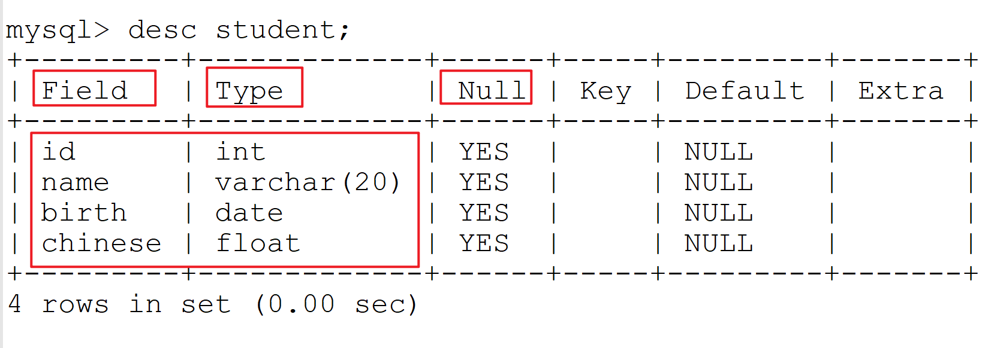 mysql> desc student;
+---------+-------------+------+-----+---------+-------+
| Field   | Type        | Null | Key | Default | Extra |
+---------+-------------+------+-----+---------+-------+
| id      | int         | YES  |     | NULL    |       |
| name    | varchar(20) | YES  |     | NULL    |       |
| birth   | date        | YES  |     | NULL    |       |
| chinese | float       | YES  |     | NULL    |       |
+---------+-------------+------+-----+---------+-------+
4 rows in set (0.00 sec)